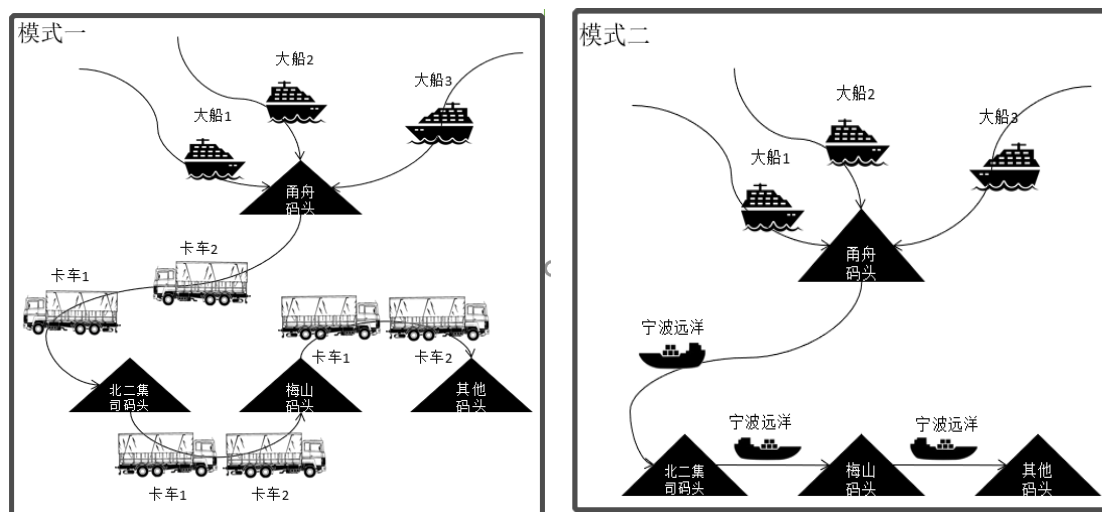 模式一
大船2
大船3
大船1
甬舟
码头
卡车2
卡车1
卡车1
卡车2
北二集
司码头
梅山
码头
其他
码头
卡车1
卡车2
模式二
大船2
大船3
大船1
甬舟
码头
宁波远洋
宁波远洋
宁波远洋
北二集
司码头
梅山
码头
其他
码头